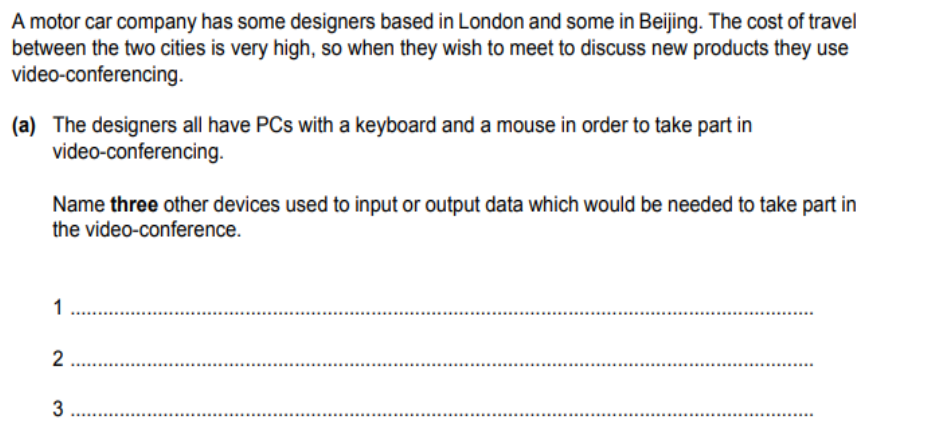 A motor car company has some designers based in London and some in Beijing. The cost of travel
between the two cities is very high, so when they wish to meet to discuss new products they use
video-conferencing.
(a) The designers all have PCs with a keyboard and a mouse in order to take part in
video-conferencing.
Name three other devices used to input or output data which would be needed to take part in
the video-conference.
1 ..........................................................................................................................
2 ..........................................................................................................................
3 ..........................................................................................................................